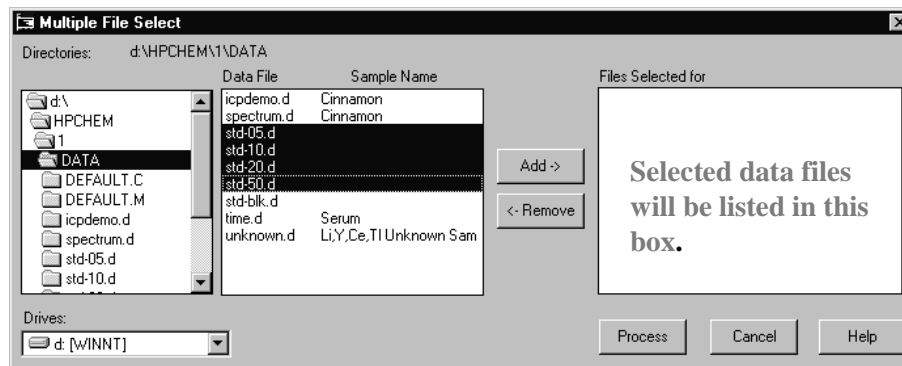 Multiple File Select
Directories: d:\HPCHEM\1\DATA
Data File Sample Name
Files Selected for
d:\
HPCHEM
1
DATA
DEFAULT.C
DEFAULT.M
icpdemo.d
spectrum.d
std-05.d
std-10.d
icpdemo.d Cinnamon
spectrum.d Cinnamon
std-05.d
std-10.d
std-20.d
std-50.d
std-blk.d
time.d Serum
unknown.d Li,Y,Ce,Tl Unknown Sam
Add ->
<- Remove
Selected data files
will be listed in this
box.
Drives:
d: [WINNT]
Process
Cancel
Help